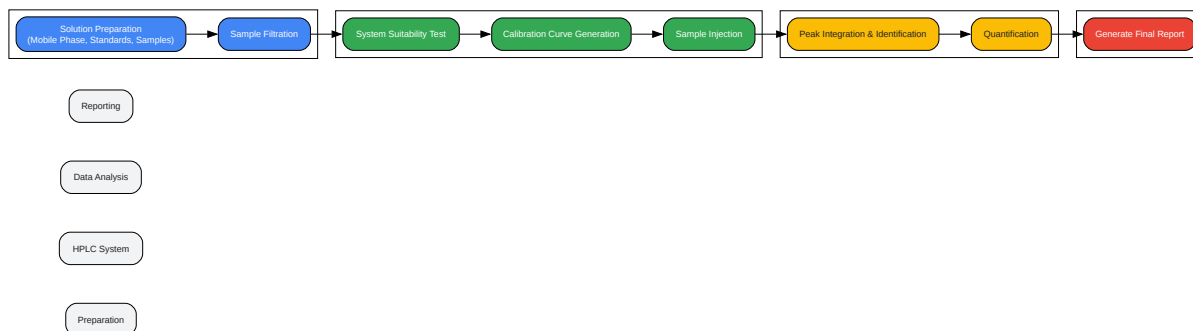 Solution Preparation
(Mobile Phase, Standards, Samples)
Sample Filtration
System Suitability Test
Calibration Curve Generation
Sample Injection
Peak Integration & Identification
Quantification
Generate Final Report
Reporting
Data Analysis
HPLC System
Preparation